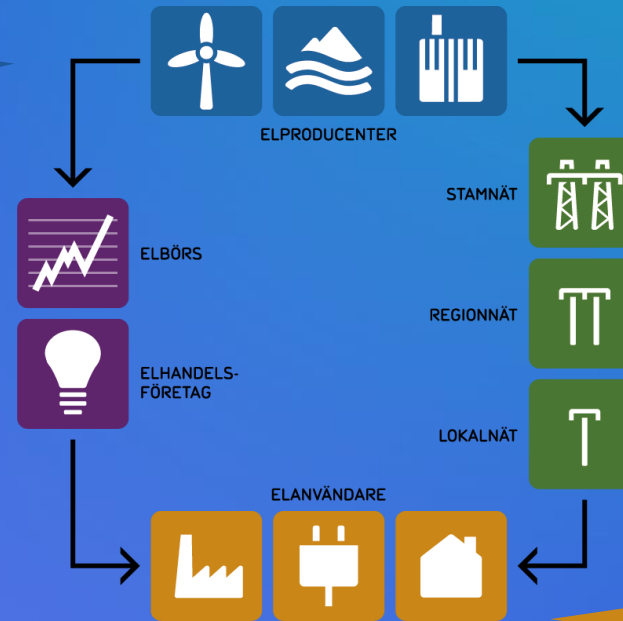 ELPRODUCENTER
STAMNÄT
ELBÖRS
REGIONNÄT
ELHANDELS-
FÖRETAG
LOKALNÄT
ELANVÄNDARE